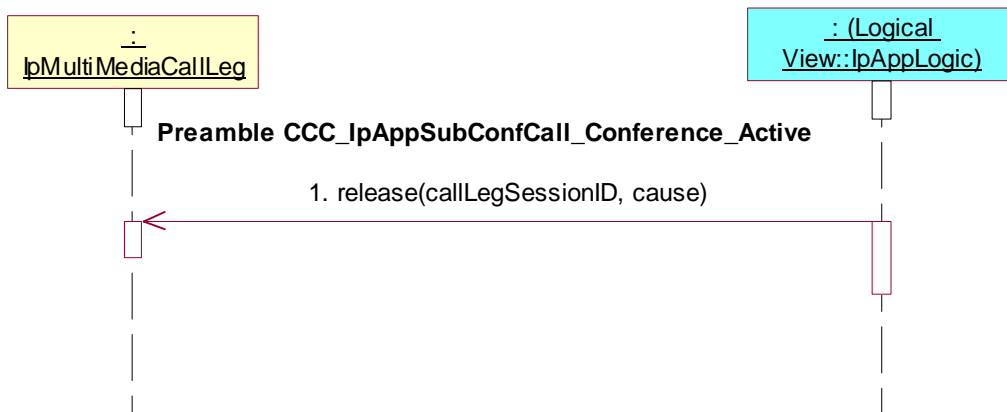 :
IpMultiMediaCallLeg
: (Logical
View::IpAppLogic)
Preamble CCC_IpAppSubConfCall_Conference_Active
1. release(callLegSessionID, cause)